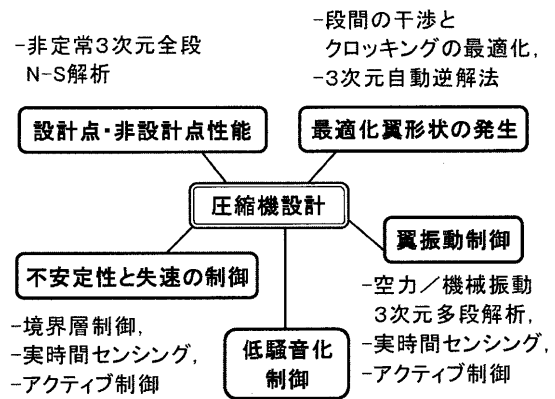 -非定常3次元全段
N-S解析
設計点・非設計点性能
-段間の干渉と
クロッキングの最適化,
-3次元自動逆解法
最適化翼形状の発生
圧縮機設計
不安定性と失速の制御
-境界層制御,
-実時間センシング,
-アクティブ制御
低騒音化
制御
翼振動制御
-空力/機械振動
3次元多段解析,
-実時間センシング,
-アクティブ制御